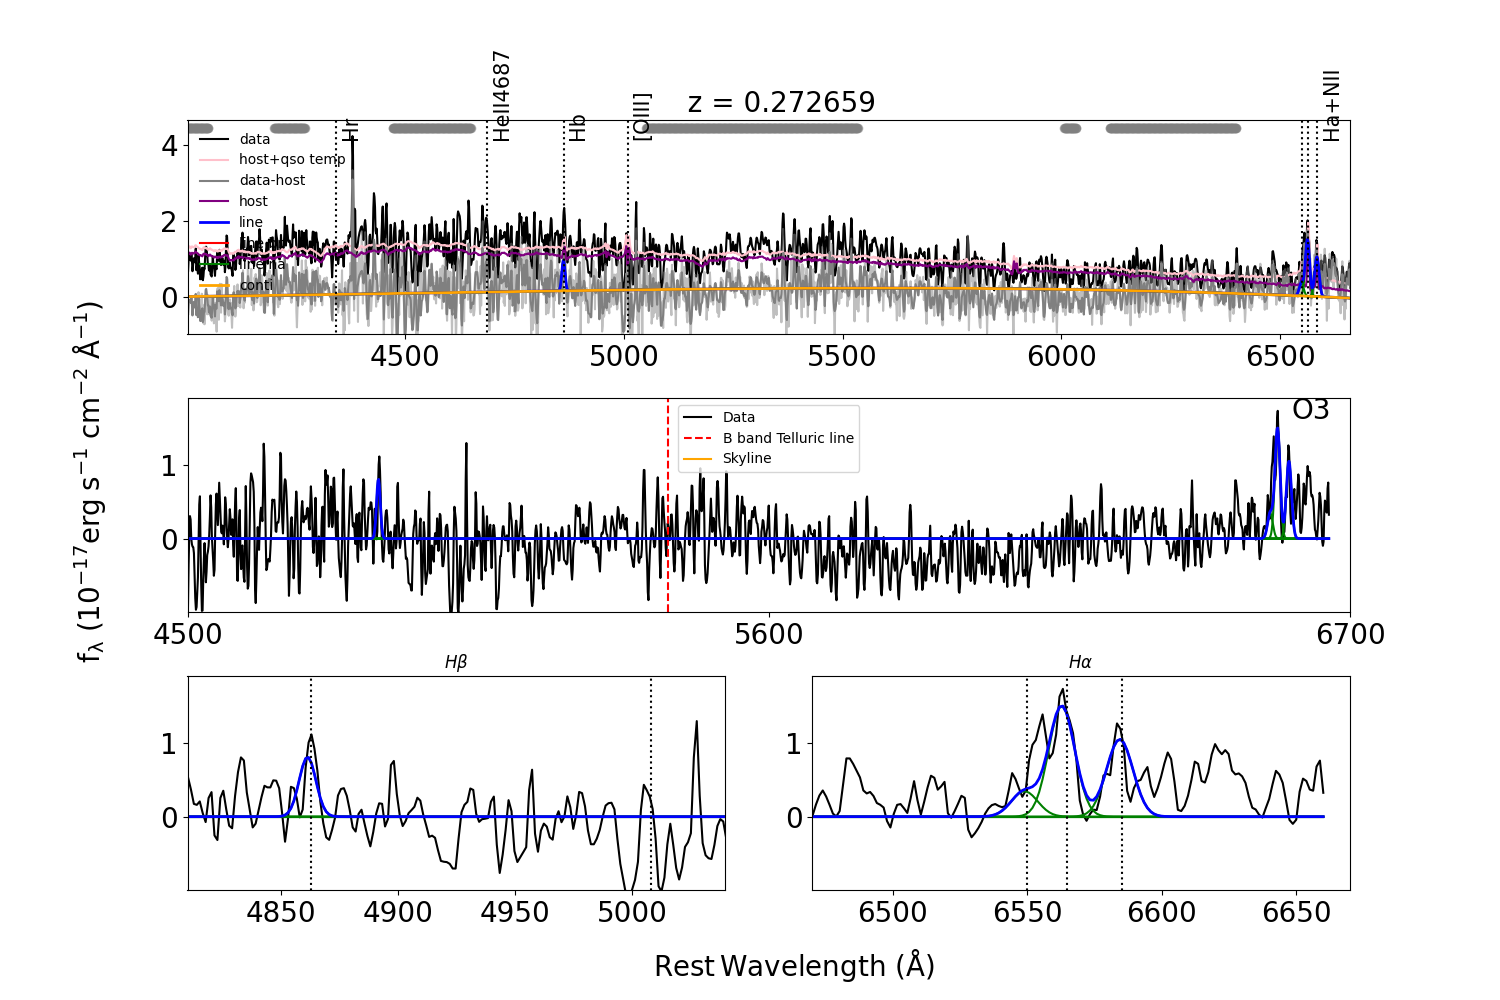 z = 0.272659
Hr
HeII4687
Hb
[OIII]
Ha+NII
data
host+qso temp
data-host
host
line
conti
4
2
0
4500
5000
5500
6000
6500
fλ (10−17erg s−1 cm−2 Å−1)
Data
B band Telluric line
Skyline
O3
1
0
4500
5600
6700
Hβ
1
0
4850
4900
4950
5000
Hα
1
0
6500
6550
6600
6650
Rest Wavelength (Å)